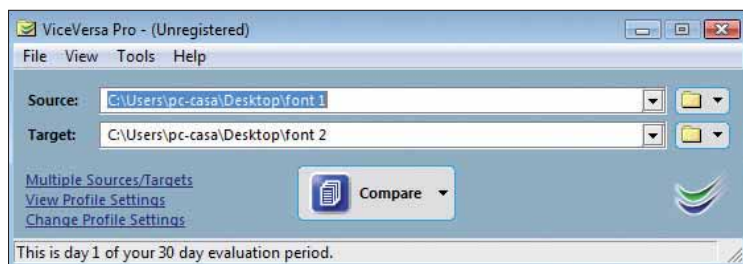 ViceVersa Pro - (Unregistered)
File View Tools Help
Source: C:\Users\pc-casa\Desktop\font 1
Target: C:\Users\pc-casa\Desktop\font 2
Multiple Sources/Targets
View Profile Settings
Change Profile Settings
Compare
This is day 1 of your 30 day evaluation period.